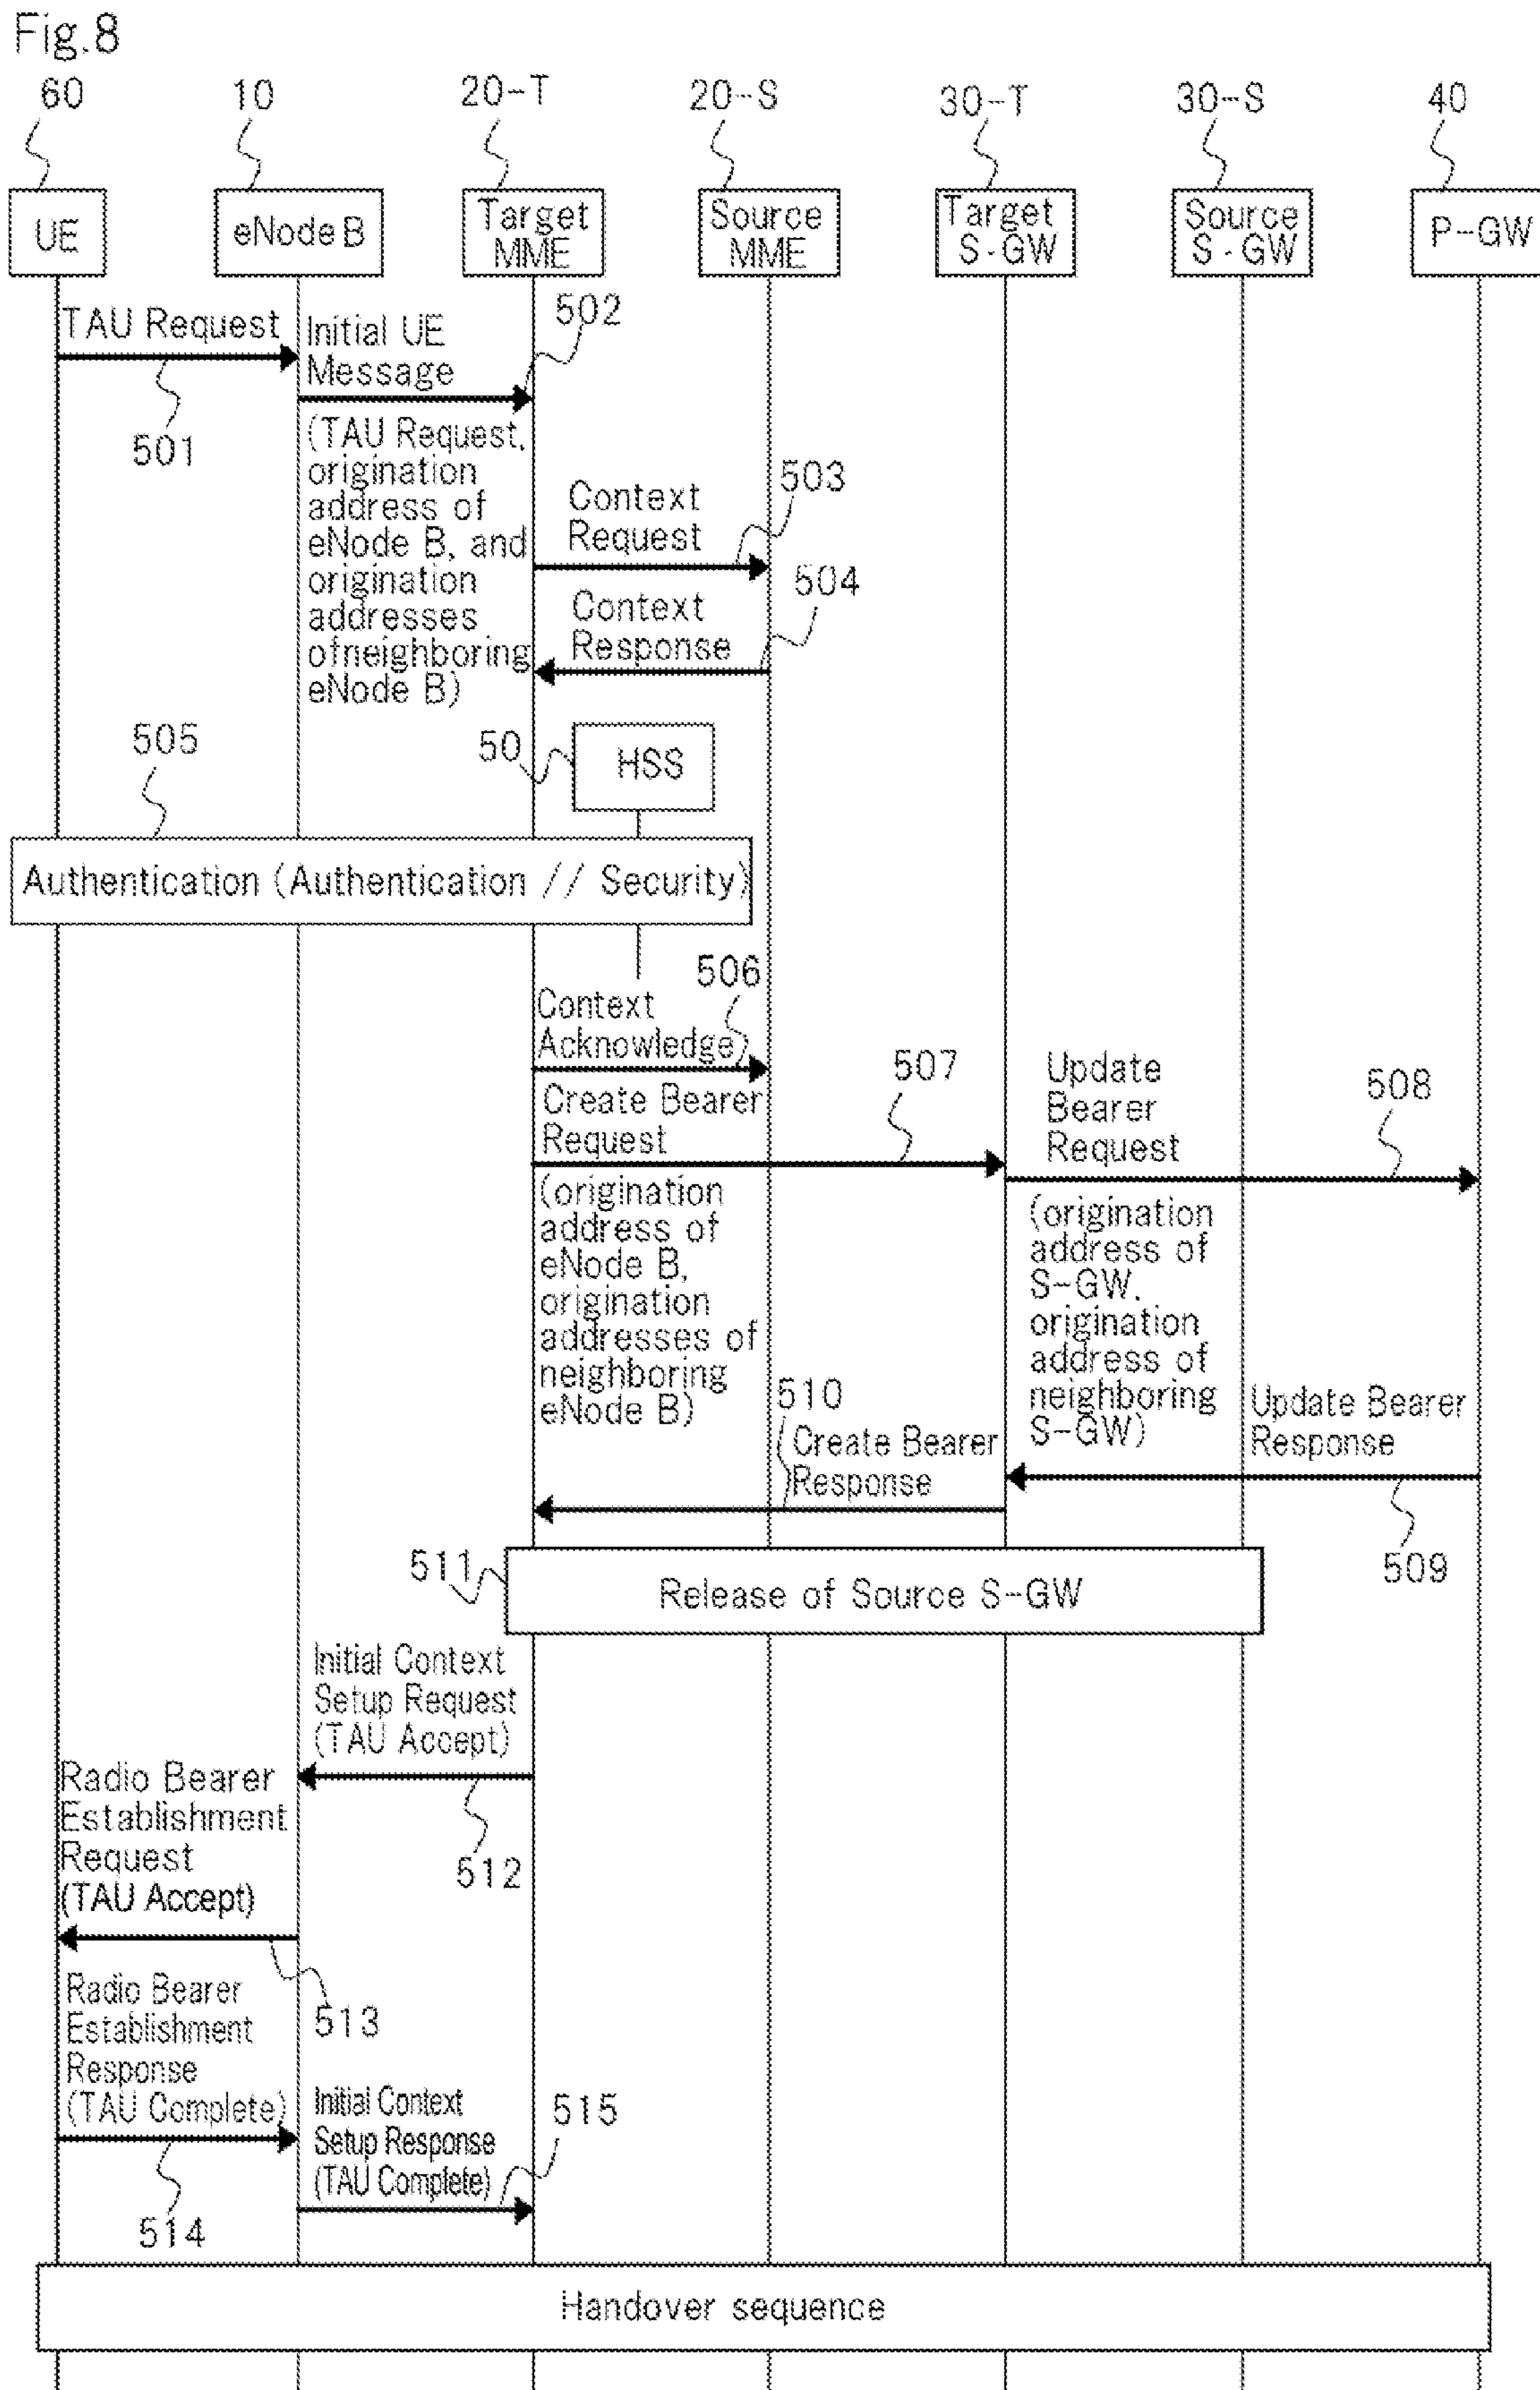 Fig.8
60
10
20-T
20-S
30-T
30-S
40
UE
eNode B
Target
MME
Source
MME
Target
S-GW
Source
S-GW
P-GW
TAU Request
501
Initial UE
Message
502
(TAU Request,
origination
address of
eNode B, and
origination
addresses
ofneighboring
eNode B)
Context
Request
503
Context
Response
504
505
50
HSS
Authentication (Authentication // Security)
506
Context
Acknowledge
Create Bearer
Request
507
(origination
address of
eNode B,
origination
addresses of
neighboring
eNode B)
Update
Bearer
Request
508
(origination
address of
S-GW,
origination
address of
neighboring
S-GW)
Update Bearer
Response
509
510
Create Bearer
Response
511
Release of Source S-GW
Initial Context
Setup Request
(TAU Accept)
512
Radio Bearer
Establishment
Request
(TAU Accept)
513
Radio Bearer
Establishment
Response
(TAU Complete)
514
Initial Context
Setup Response
(TAU Complete)
515
Handover sequence